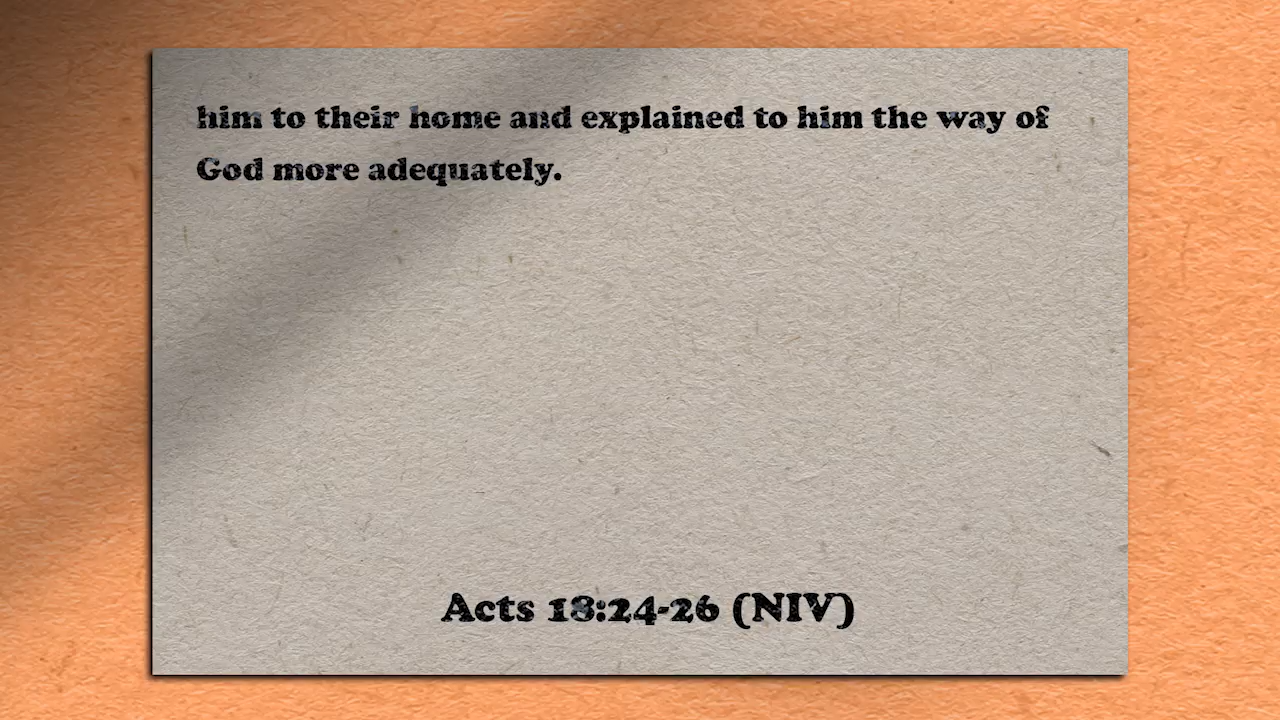 him to their home and explained to him the way of
God more adequately.
Acts 18:24-26 (NIV)